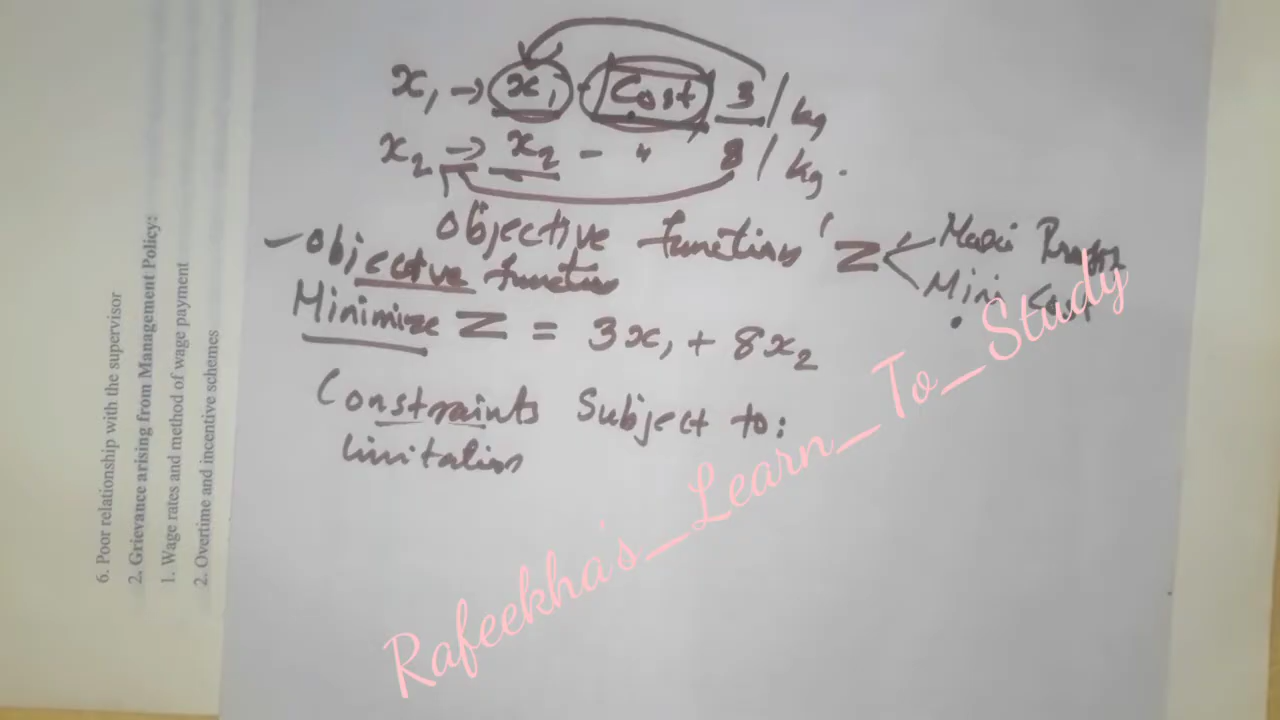 x₁ → x₁ - Cost 3/kg
x₂ → x₂ - " 8/kg.
Objective function Z
Maxi Profit
Mini Cost
- Objective function
Minimize Z = 3x₁ + 8x₂
Constraints Subject to:
limitation
6. Poor relationship with the supervisor
2. Grievance arising from Management Policy:
1. Wage rates and method of wage payment
2. Overtime and incentive schemes
Rafeekha's_Learn_To_Study